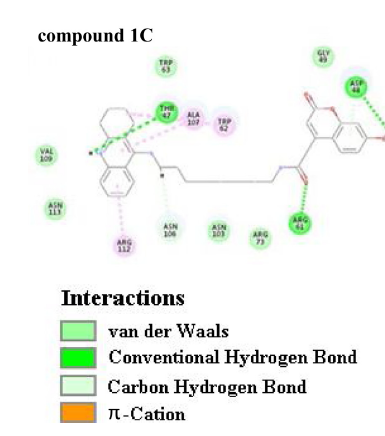 compound 1C
GLY
49
TRP
63
ASP
48
THR
47
ALA
107
TRP
62
VAL
109
ASN
113
ASN
106
ASN
103
ARG
73
ARG
61
ARG
112
Interactions
van der Waals
Conventional Hydrogen Bond
Carbon Hydrogen Bond
π-Cation